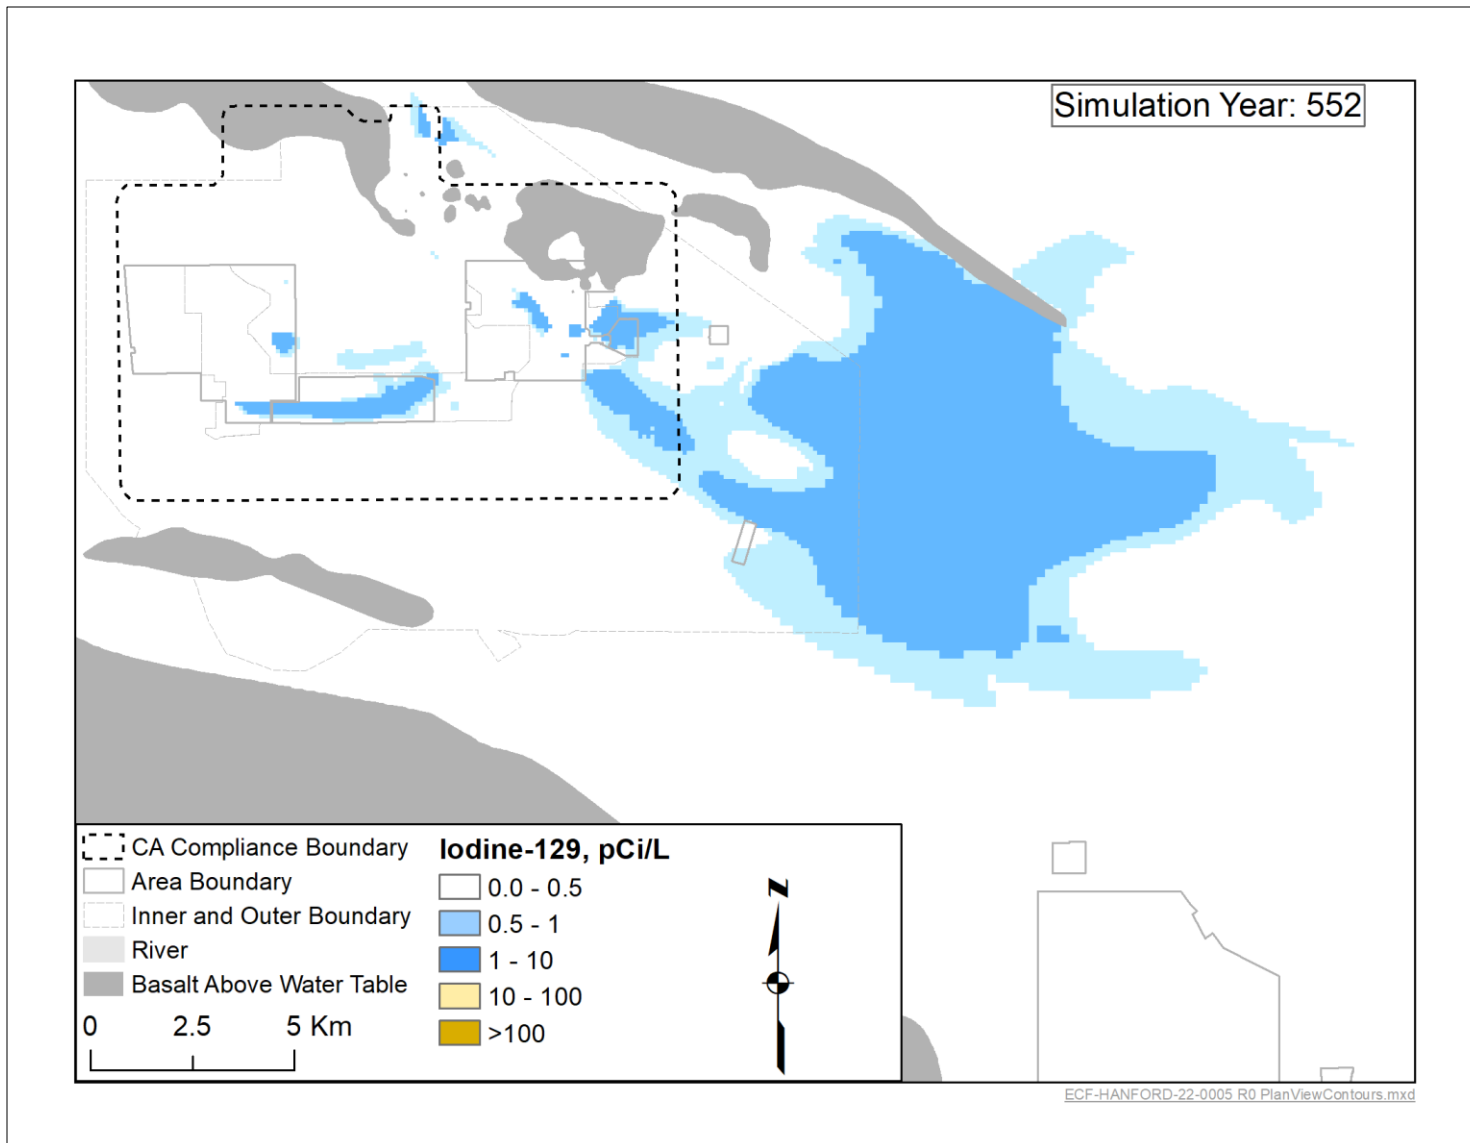 Simulation Year: 552
CA Compliance Boundary
Area Boundary
Inner and Outer Boundary
River
Basalt Above Water Table
0 2.5 5 Km
Iodine-129, pCi/L
0.0 - 0.5
0.5 - 1
1 - 10
10 - 100
>100
N
ECF-HANFORD-22-0005 R0 PlanViewContours.mxd